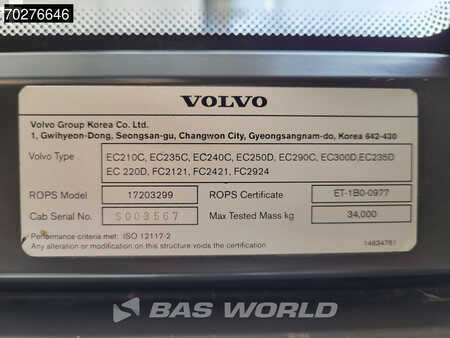 70276646
VOLVO
Volvo Group Korea Co. Ltd.
1, Gwihyeon-Dong, Seongsan-gu, Changwon City, Gyeongsangnam-do, Korea 642-430
Volvo Type EC210C, EC235C, EC240C, EC250D, EC290C, EC300D,EC235D
EC 220D, FC2121, FC2421, FC2924
ROPS Model 17203299 ROPS Certificate ET-1B0-0977
Cab Serial No. S003567 Max Tested Mass kg 34,000
Performance criteria met: ISO 12117-2
Any alteration or modification on this structure voids the certification 14634761
BAS WORLD